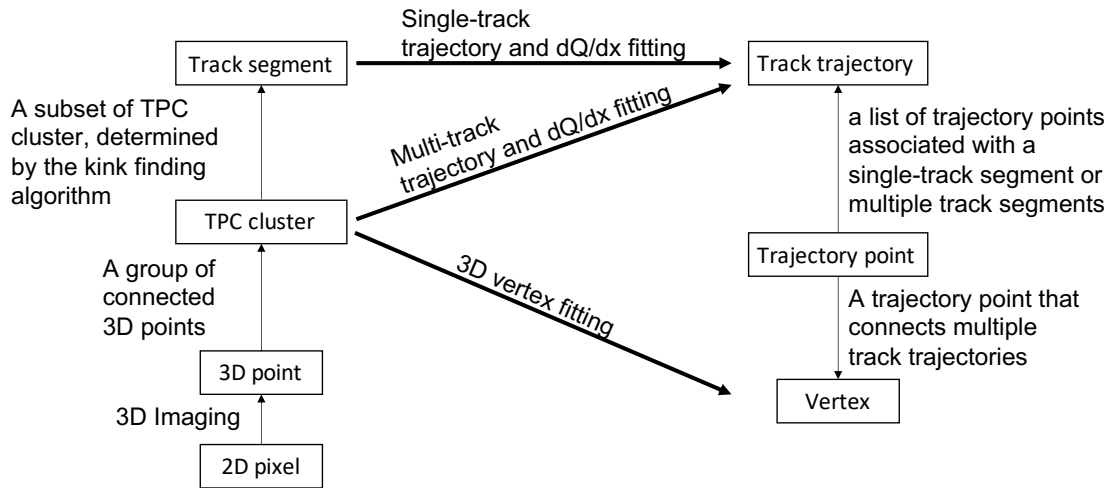 Single-track
trajectory and dQ/dx fitting
Track segment
Track trajectory
A subset of TPC
cluster, determined
by the kink finding
algorithm
Multi-track
trajectory and dQ/dx fitting
a list of trajectory points
associated with a
single-track segment or
multiple track segments
TPC cluster
Trajectory point
A group of
connected
3D points
3D vertex fitting
A trajectory point that
connects multiple
track trajectories
3D point
Vertex
3D Imaging
2D pixel